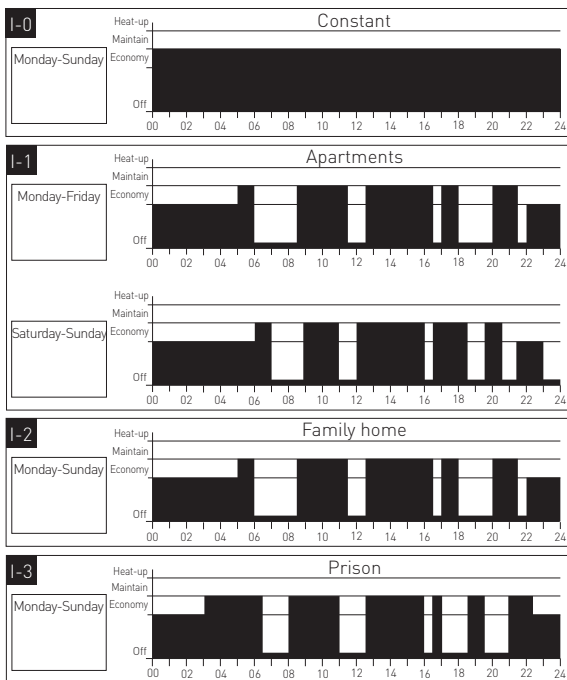 I-0
Constant
Heat-up
Maintain
Economy
Off
Monday-Sunday
00 02 04 06 08 10 12 14 16 18 20 22 24
I-1
Apartments
Heat-up
Maintain
Economy
Off
Monday-Friday
00 02 04 06 08 10 12 14 16 18 20 22 24
Heat-up
Maintain
Economy
Off
Saturday-Sunday
00 02 04 06 08 10 12 14 16 18 20 22 24
I-2
Family home
Heat-up
Maintain
Economy
Off
Monday-Sunday
00 02 04 06 08 10 12 14 16 18 20 22 24
I-3
Prison
Heat-up
Maintain
Economy
Off
Monday-Sunday
00 02 04 06 08 10 12 14 16 18 20 22 24